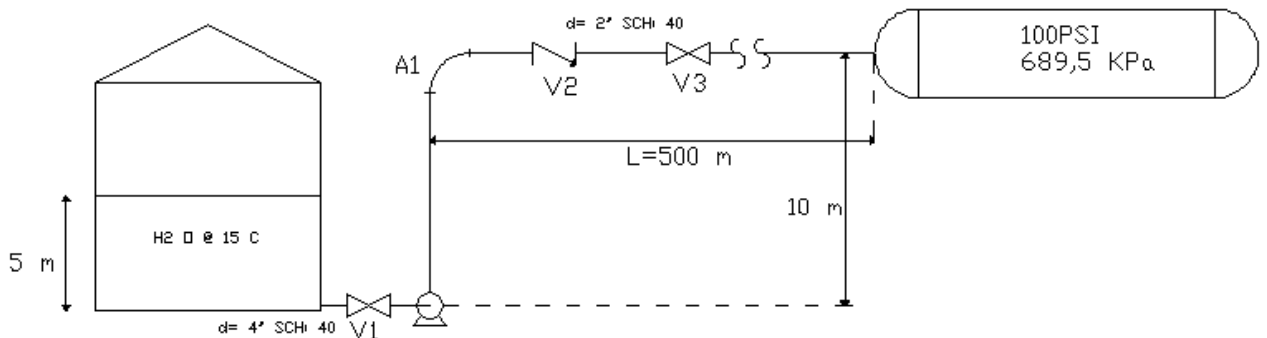 d= 2" SCH: 40
100PSI
689,5 KPa
A1
V2
V3
L=500 m
10 m
H2 O @ 15 C
5 m
d= 4" SCH: 40
V1